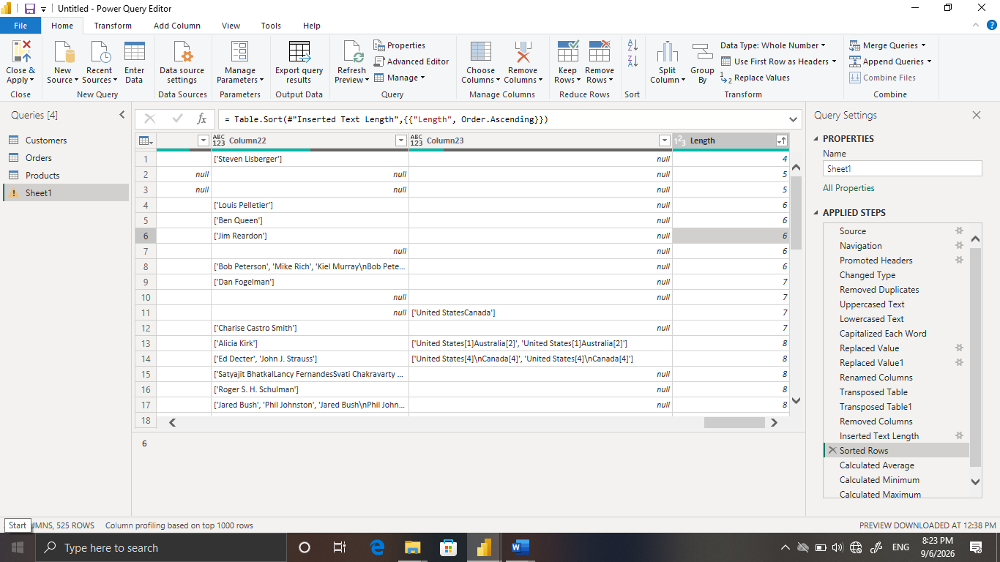 Untitled - Power Query Editor
File Home Transform Add Column View Tools Help
Close & Apply
New Source
Recent Sources
Enter Data
Data source settings
Manage Parameters
Export query results
Refresh Preview
Properties
Advanced Editor
Manage
Choose Columns
Remove Columns
Keep Rows
Remove Rows
Split Column
Group By
Data Type: Whole Number
Use First Row as Headers
Replace Values
Merge Queries
Append Queries
Combine Files
Close New Query Data Sources Parameters Output Data Query Manage Columns Reduce Rows Sort Transform Combine
Queries [4]
Customers
Orders
Products
Sheet1
fx = Table.Sort(#"Inserted Text Length",{{"Length", Order.Ascending}})
ABC 123 Column22 ABC 123 Column23 123 Length
1 ['Steven Lisberger'] null 4
2 null null null 5
3 null null null 5
4 ['Louis Pelletier'] null 6
5 ['Ben Queen'] null 6
6 ['Jim Reardon'] null 6
7 null null 6
8 ['Bob Peterson', 'Mike Rich', 'Kiel Murray\nBob Pete... null 6
9 ['Dan Fogelman'] null 7
10 null null 7
11 null ['United StatesCanada'] 7
12 ['Charise Castro Smith'] null 7
13 ['Alicia Kirk'] ['United States[1]Australia[2]', 'United States[1]Australia[2]'] 8
14 ['Ed Decter', 'John J. Strauss'] ['United States[4]\nCanada[4]', 'United States[4]\nCanada[4]'] 8
15 ['Satyajit BhatkalLancy FernandesSvati Chakravarty ... null 8
16 ['Roger S. H. Schulman'] null 8
17 ['Jared Bush', 'Phil Johnston', 'Jared Bush\nPhil John... null 8
18
6
Query Settings
PROPERTIES
Name
Sheet1
All Properties
APPLIED STEPS
Source
Navigation
Promoted Headers
Changed Type
Removed Duplicates
Uppercased Text
Lowercased Text
Capitalized Each Word
Replaced Value
Replaced Value1
Renamed Columns
Transposed Table
Transposed Table1
Removed Columns
Inserted Text Length
Sorted Rows
Calculated Average
Calculated Minimum
Calculated Maximum
Start
525 ROWS Column profiling based on top 1000 rows PREVIEW DOWNLOADED AT 12:38 PM
Type here to search
ENG
8:23 PM
9/6/2026